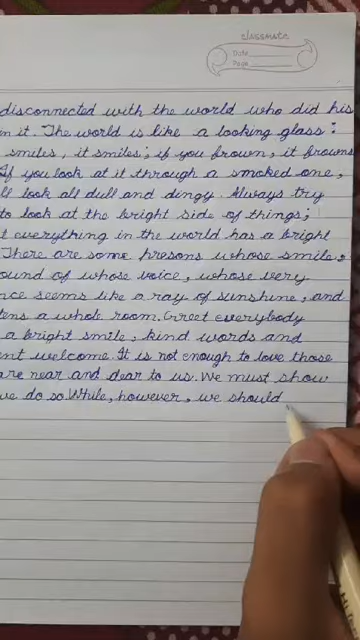 classmate
Date
Page
disconnected with the world who did his
in it. The world is like a looking glass:
smiles, it smiles; if you brown, it frowns
If you look at it through a smoked one,
ll look all dull and dingy. Always try
to look at the bright side of things;
t everything in the world has a bright
There are some presons whose smile,
ound of whose voice, whose very
nce seems like a ray of sunshine, and
tens a whole room. Greet everybody
a bright smile, kind words and
ent welcome. It is not enough to love those
are near and dear to us. We must show
we do so. While, however, we should